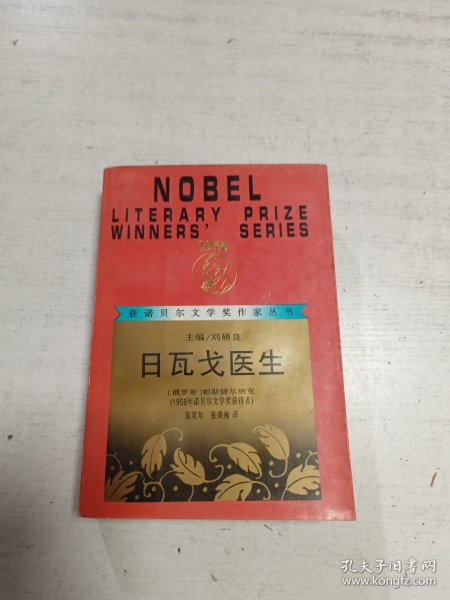 NOBEL
LITERARY PRIZE
WINNERS' SERIES
1958
获诺贝尔文学奖作家丛书
主编/刘硕良
日瓦戈医生
〔俄罗斯〕帕斯捷尔纳克
(1958年诺贝尔文学奖获得者)
蓝英年 张秉衡 译
孔夫子旧书网
www.kongfz.com